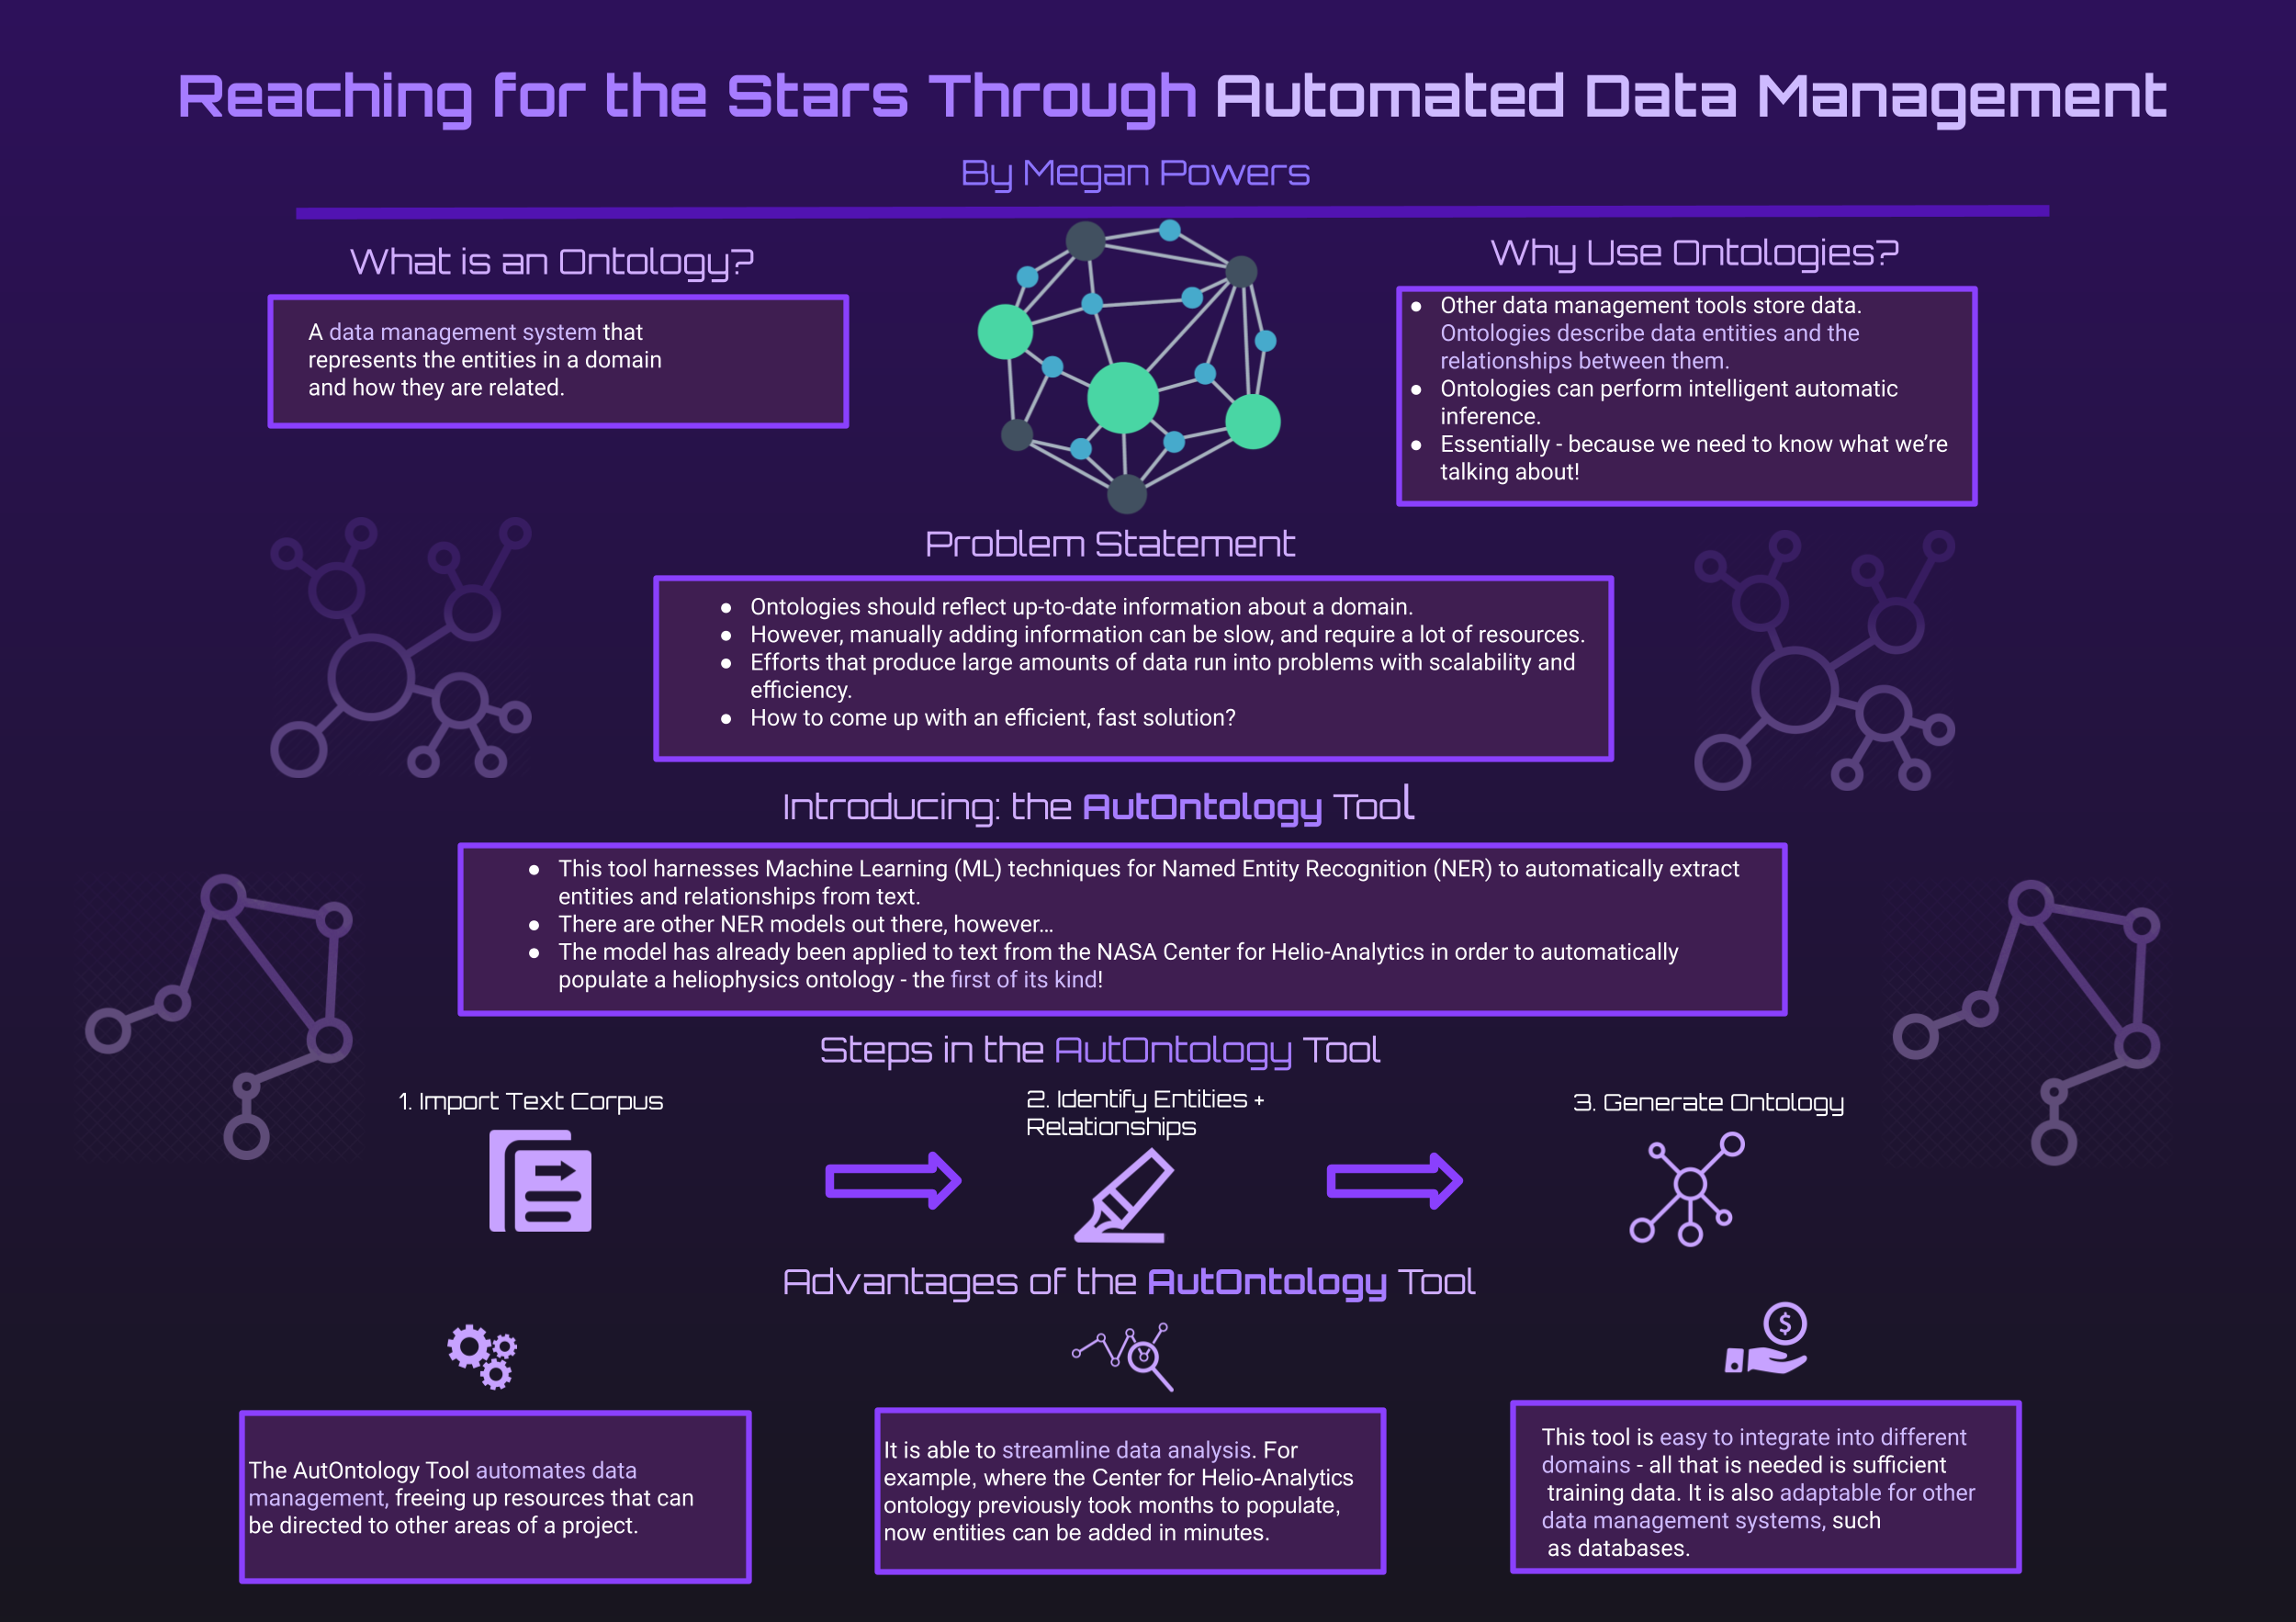 Reaching for the Stars Through Automated Data Management
By Megan Powers
What is an Ontology?
A data management system that
represents the entities in a domain
and how they are related.
Why Use Ontologies?
● Other data management tools store data.
Ontologies describe data entities and the
relationships between them.
● Ontologies can perform intelligent automatic
inference.
● Essentially - because we need to know what we’re
talking about!
Problem Statement
● Ontologies should reflect up-to-date information about a domain.
● However, manually adding information can be slow, and require a lot of resources.
● Efforts that produce large amounts of data run into problems with scalability and
efficiency.
● How to come up with an efficient, fast solution?
Introducing: the AutOntology Tool
● This tool harnesses Machine Learning (ML) techniques for Named Entity Recognition (NER) to automatically extract
entities and relationships from text.
● There are other NER models out there, however...
● The model has already been applied to text from the NASA Center for Helio-Analytics in order to automatically
populate a heliophysics ontology - the first of its kind!
Steps in the AutOntology Tool
1. Import Text Corpus
2. Identify Entities +
Relationships
3. Generate Ontology
Advantages of the AutOntology Tool
$
The AutOntology Tool automates data
management, freeing up resources that can
be directed to other areas of a project.
It is able to streamline data analysis. For
example, where the Center for Helio-Analytics
ontology previously took months to populate,
now entities can be added in minutes.
This tool is easy to integrate into different
domains - all that is needed is sufficient
training data. It is also adaptable for other
data management systems, such
as databases.